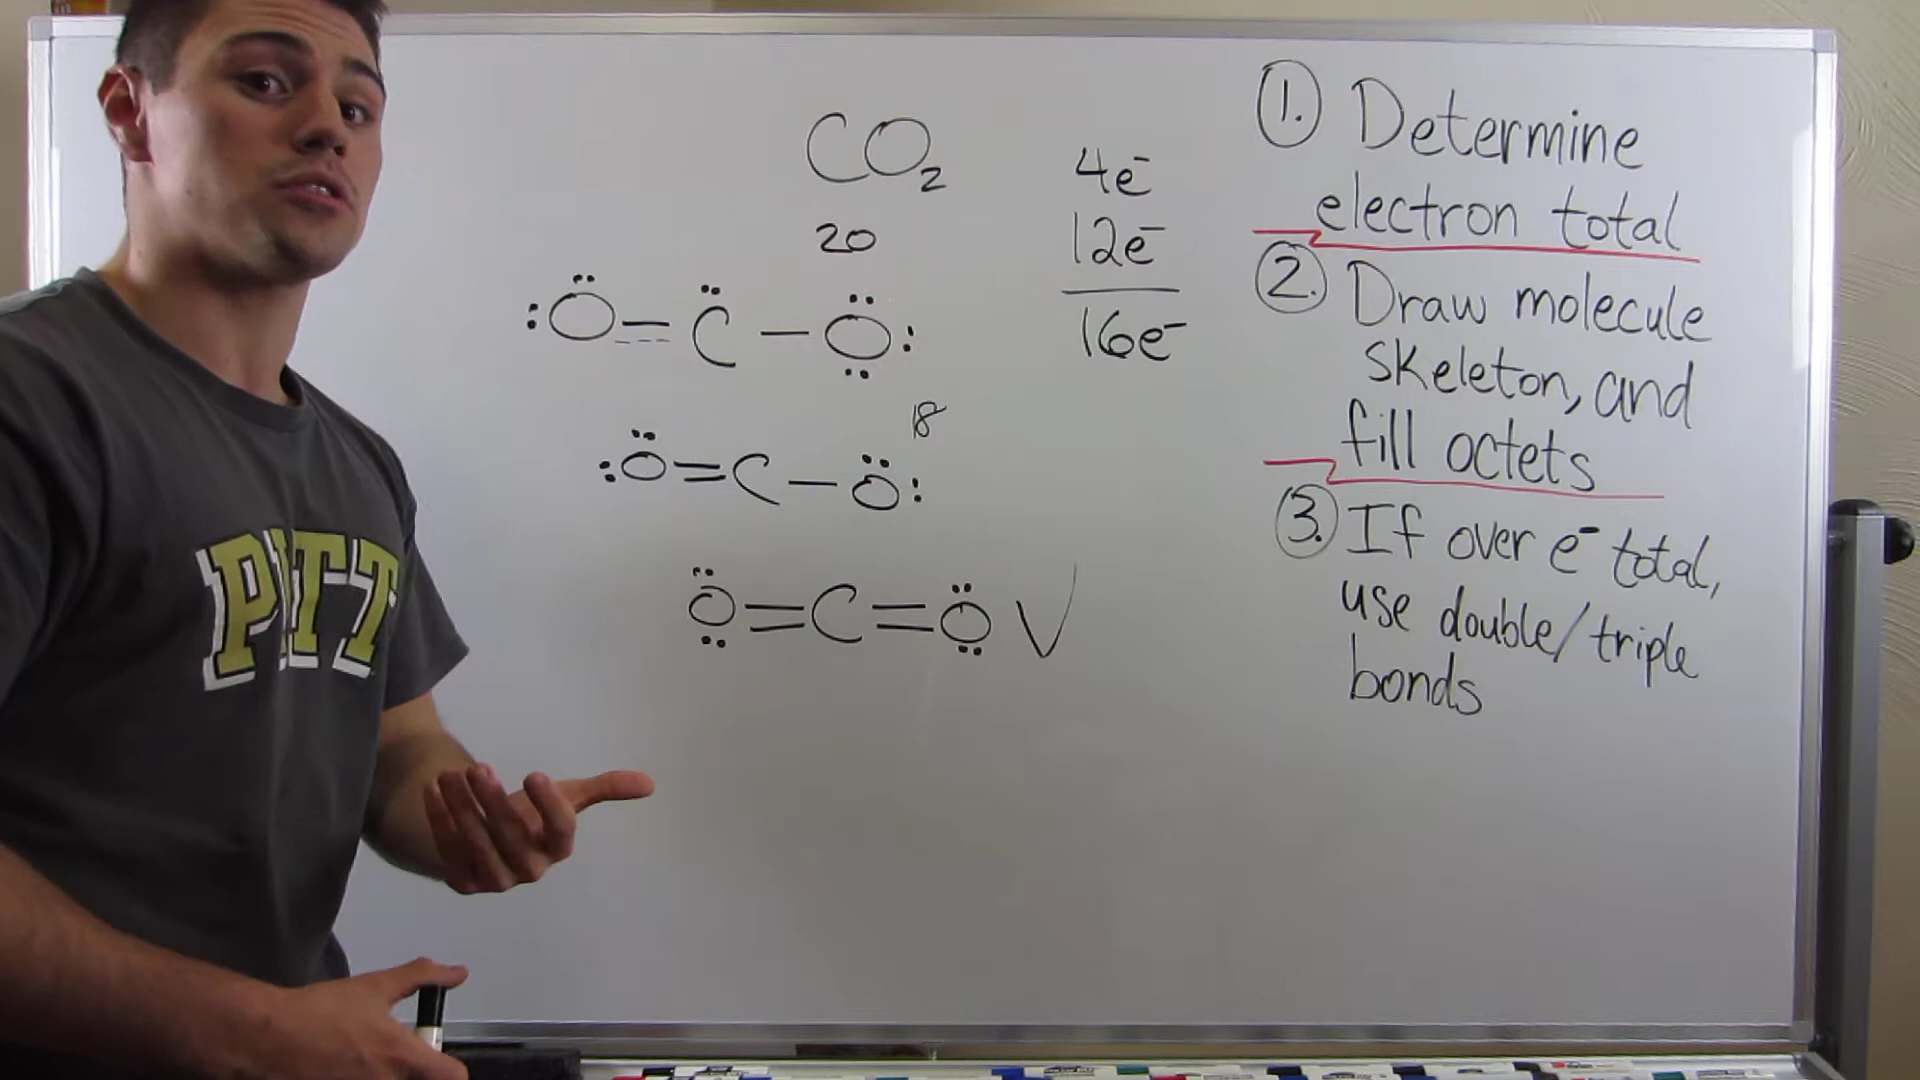 CO₂
20
4e⁻
12e⁻
16e⁻
:Ö=C̈-Ö:
18
:Ö=C-Ö:
Ö=C=Ö
1. Determine
electron total
2. Draw molecule
skeleton, and
fill octets
3. If over e⁻ total,
use double/triple
bonds
PITT